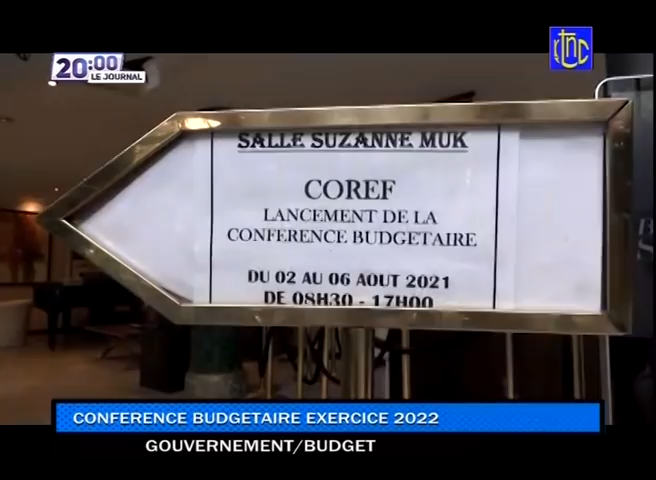 20:00
LE JOURNAL
rtnc
SALLE SUZANNE MUK
COREF
LANCEMENT DE LA
CONFERENCE BUDGETAIRE
DU 02 AU 06 AOUT 2021
DE 08H30 - 17H00
CONFERENCE BUDGETAIRE EXERCICE 2022
GOUVERNEMENT/BUDGET